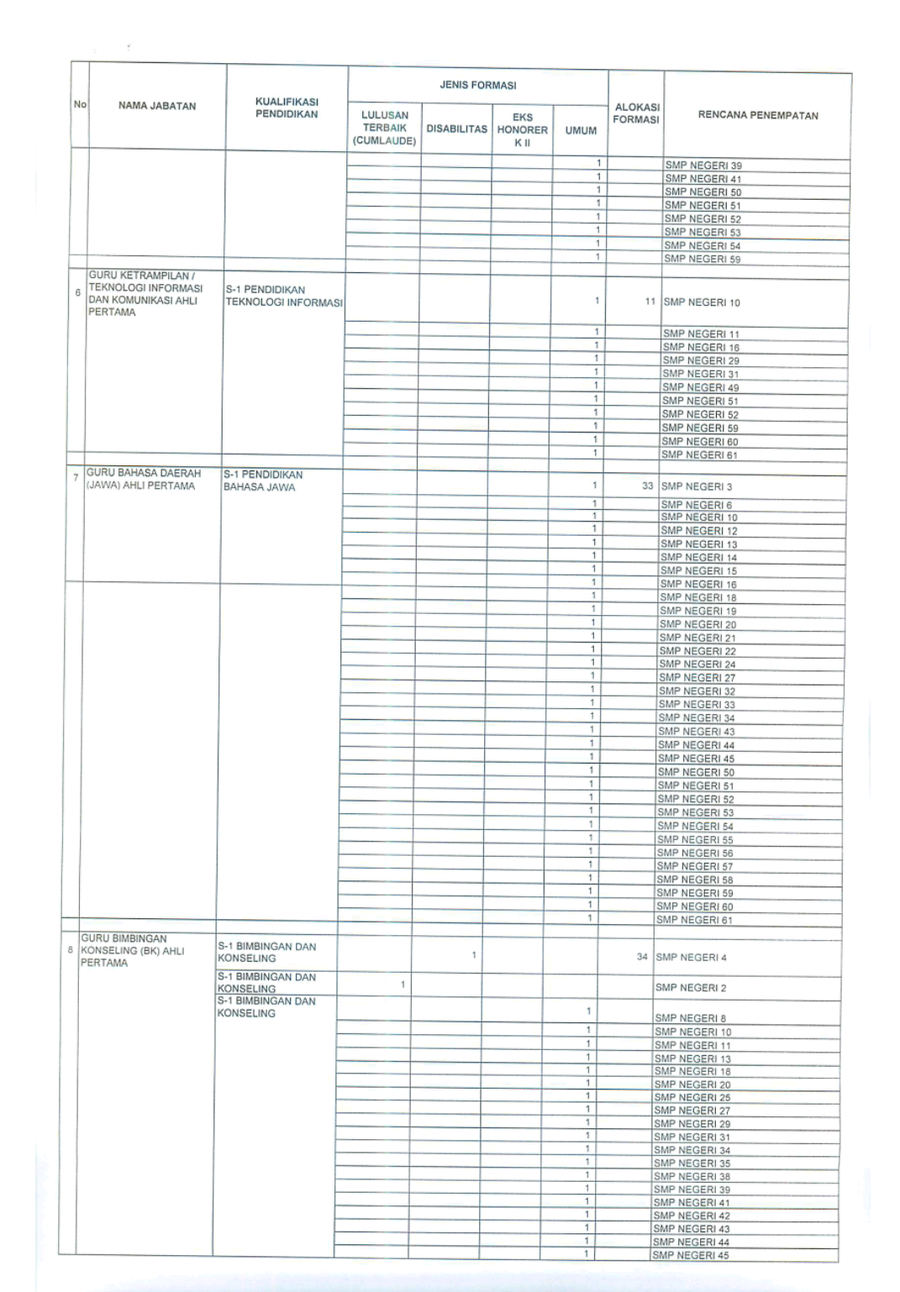 JENIS FORMASI
No NAMA JABATAN KUALIFIKASI PENDIDIKAN LULUSAN TERBAIK (CUMLAUDE) DISABILITAS EKS HONORER K II UMUM ALOKASI FORMASI RENCANA PENEMPATAN
1 SMP NEGERI 39
1 SMP NEGERI 41
1 SMP NEGERI 50
1 SMP NEGERI 51
1 SMP NEGERI 52
1 SMP NEGERI 53
1 SMP NEGERI 54
1 SMP NEGERI 59
6 GURU KETRAMPILAN / TEKNOLOGI INFORMASI DAN KOMUNIKASI AHLI PERTAMA S-1 PENDIDIKAN TEKNOLOGI INFORMASI 1 11 SMP NEGERI 10
1 SMP NEGERI 11
1 SMP NEGERI 16
1 SMP NEGERI 29
1 SMP NEGERI 31
1 SMP NEGERI 49
1 SMP NEGERI 51
1 SMP NEGERI 52
1 SMP NEGERI 59
1 SMP NEGERI 60
1 SMP NEGERI 61
7 GURU BAHASA DAERAH (JAWA) AHLI PERTAMA S-1 PENDIDIKAN BAHASA JAWA 1 33 SMP NEGERI 3
1 SMP NEGERI 6
1 SMP NEGERI 10
1 SMP NEGERI 12
1 SMP NEGERI 13
1 SMP NEGERI 14
1 SMP NEGERI 15
1 SMP NEGERI 16
1 SMP NEGERI 18
1 SMP NEGERI 19
1 SMP NEGERI 20
1 SMP NEGERI 21
1 SMP NEGERI 22
1 SMP NEGERI 24
1 SMP NEGERI 27
1 SMP NEGERI 32
1 SMP NEGERI 33
1 SMP NEGERI 34
1 SMP NEGERI 43
1 SMP NEGERI 44
1 SMP NEGERI 45
1 SMP NEGERI 50
1 SMP NEGERI 51
1 SMP NEGERI 52
1 SMP NEGERI 53
1 SMP NEGERI 54
1 SMP NEGERI 55
1 SMP NEGERI 56
1 SMP NEGERI 57
1 SMP NEGERI 58
1 SMP NEGERI 59
1 SMP NEGERI 60
1 SMP NEGERI 61
8 GURU BIMBINGAN KONSELING (BK) AHLI PERTAMA S-1 BIMBINGAN DAN KONSELING 1 34 SMP NEGERI 4
S-1 BIMBINGAN DAN KONSELING 1 SMP NEGERI 2
S-1 BIMBINGAN DAN KONSELING 1 SMP NEGERI 8
1 SMP NEGERI 10
1 SMP NEGERI 11
1 SMP NEGERI 13
1 SMP NEGERI 18
1 SMP NEGERI 20
1 SMP NEGERI 25
1 SMP NEGERI 27
1 SMP NEGERI 29
1 SMP NEGERI 31
1 SMP NEGERI 34
1 SMP NEGERI 35
1 SMP NEGERI 38
1 SMP NEGERI 39
1 SMP NEGERI 41
1 SMP NEGERI 42
1 SMP NEGERI 43
1 SMP NEGERI 44
1 SMP NEGERI 45